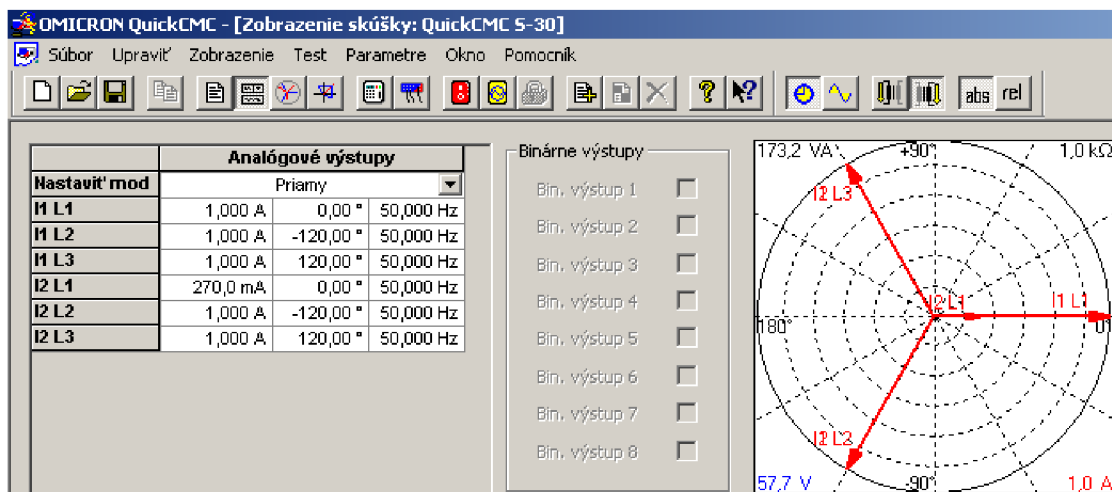 OMICRON QuickCMC - [Zobrazenie skúšky: QuickCMC S-30]
Súbor Upraviť Zobrazenie Test Parametre Okno Pomocník
abs rel
Analógové výstupy
Nastaviť mod Priamy
I1 L1 1,000 A 0,00 ° 50,000 Hz
I1 L2 1,000 A -120,00 ° 50,000 Hz
I1 L3 1,000 A 120,00 ° 50,000 Hz
I2 L1 270,0 mA 0,00 ° 50,000 Hz
I2 L2 1,000 A -120,00 ° 50,000 Hz
I2 L3 1,000 A 120,00 ° 50,000 Hz
Binárne výstupy
Bin. výstup 1
Bin. výstup 2
Bin. výstup 3
Bin. výstup 4
Bin. výstup 5
Bin. výstup 6
Bin. výstup 7
Bin. výstup 8
173,2 VA +90° 1,0 kΩ
I2 L3
I2 L1 I1 L1
180° 0°
I2 L2
57,7 V -90° 1,0 A